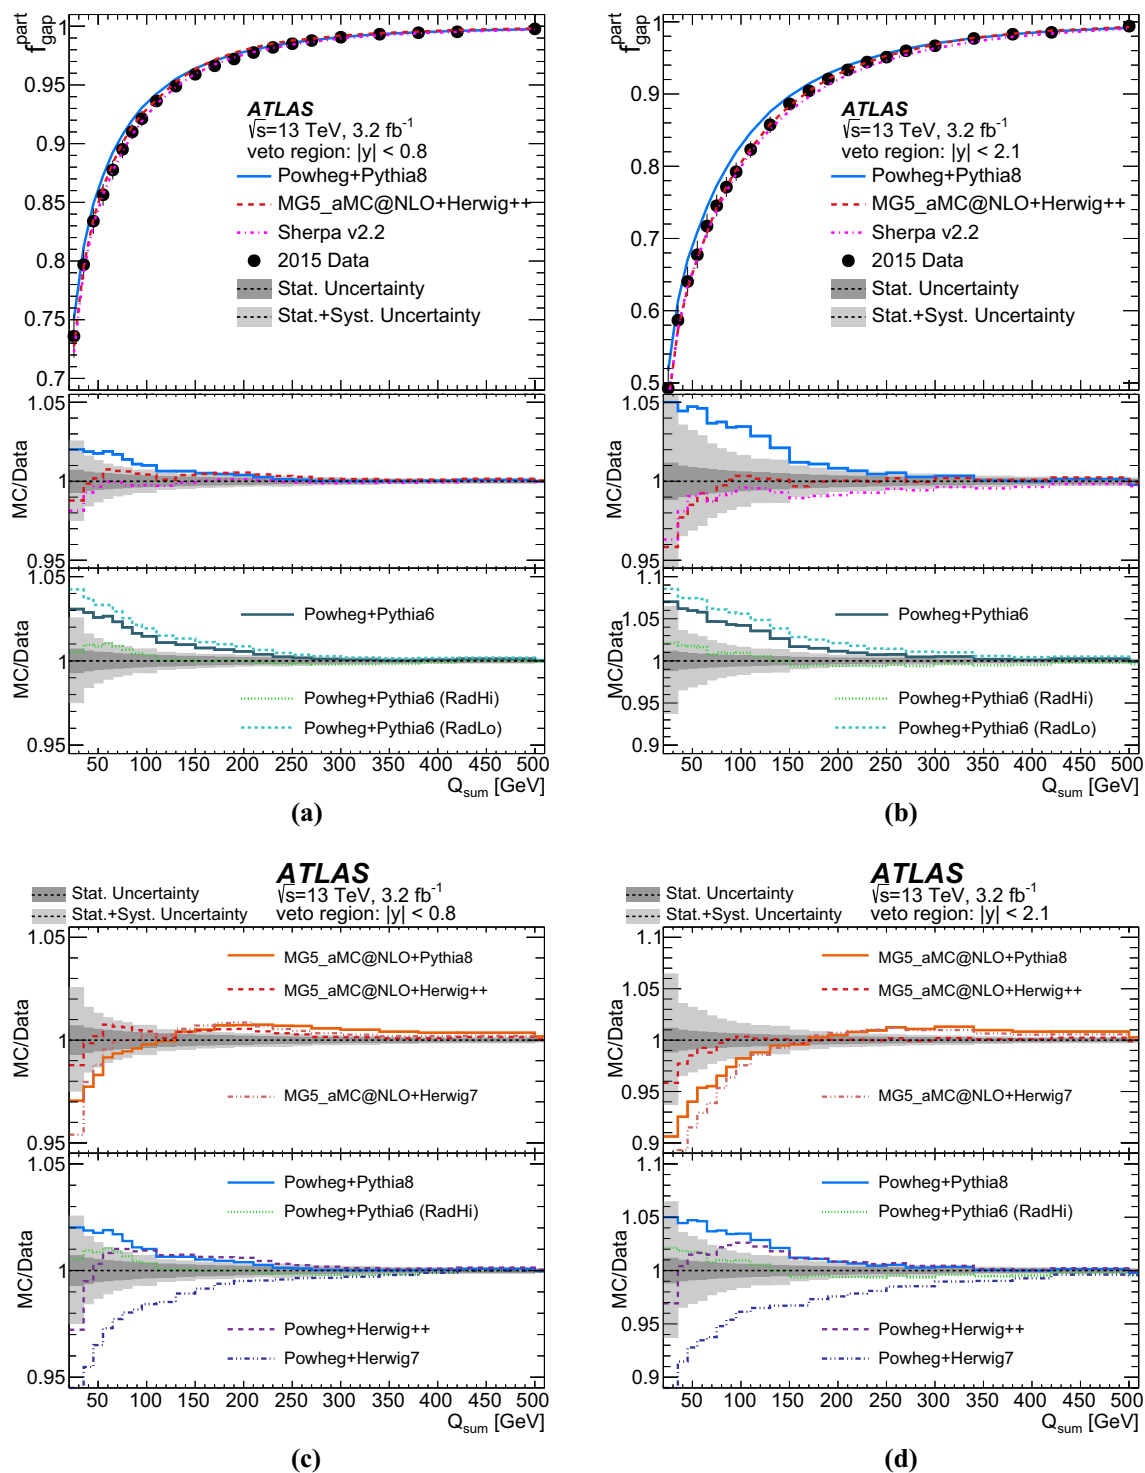 f^part_gap
1
0.95
0.9
0.85
0.8
0.75
0.7
ATLAS
√s=13 TeV, 3.2 fb⁻¹
veto region: |y| < 0.8
Powheg+Pythia8
MG5_aMC@NLO+Herwig++
Sherpa v2.2
2015 Data
Stat. Uncertainty
Stat.+Syst. Uncertainty
MC/Data
1.05
1
0.95
MC/Data
1.05
1
0.95
Powheg+Pythia6
Powheg+Pythia6 (RadHi)
Powheg+Pythia6 (RadLo)
50 100 150 200 250 300 350 400 450 500
Q_sum [GeV]
(a)
f^part_gap
1
0.9
0.8
0.7
0.6
0.5
ATLAS
√s=13 TeV, 3.2 fb⁻¹
veto region: |y| < 2.1
Powheg+Pythia8
MG5_aMC@NLO+Herwig++
Sherpa v2.2
2015 Data
Stat. Uncertainty
Stat.+Syst. Uncertainty
MC/Data
1.05
1
0.95
MC/Data
1.1
1.05
1
0.95
0.9
Powheg+Pythia6
Powheg+Pythia6 (RadHi)
Powheg+Pythia6 (RadLo)
50 100 150 200 250 300 350 400 450 500
Q_sum [GeV]
(b)
ATLAS
√s=13 TeV, 3.2 fb⁻¹
veto region: |y| < 0.8
Stat. Uncertainty
Stat.+Syst. Uncertainty
MC/Data
1.05
1
0.95
MG5_aMC@NLO+Pythia8
MG5_aMC@NLO+Herwig++
MG5_aMC@NLO+Herwig7
MC/Data
1.05
1
0.95
Powheg+Pythia8
Powheg+Pythia6 (RadHi)
Powheg+Herwig++
Powheg+Herwig7
50 100 150 200 250 300 350 400 450 500
Q_sum [GeV]
(c)
ATLAS
√s=13 TeV, 3.2 fb⁻¹
veto region: |y| < 2.1
Stat. Uncertainty
Stat.+Syst. Uncertainty
MC/Data
1.1
1.05
1
0.95
0.9
MG5_aMC@NLO+Pythia8
MG5_aMC@NLO+Herwig++
MG5_aMC@NLO+Herwig7
MC/Data
1.1
1.05
1
0.95
0.9
Powheg+Pythia8
Powheg+Pythia6 (RadHi)
Powheg+Herwig++
Powheg+Herwig7
50 100 150 200 250 300 350 400 450 500
Q_sum [GeV]
(d)